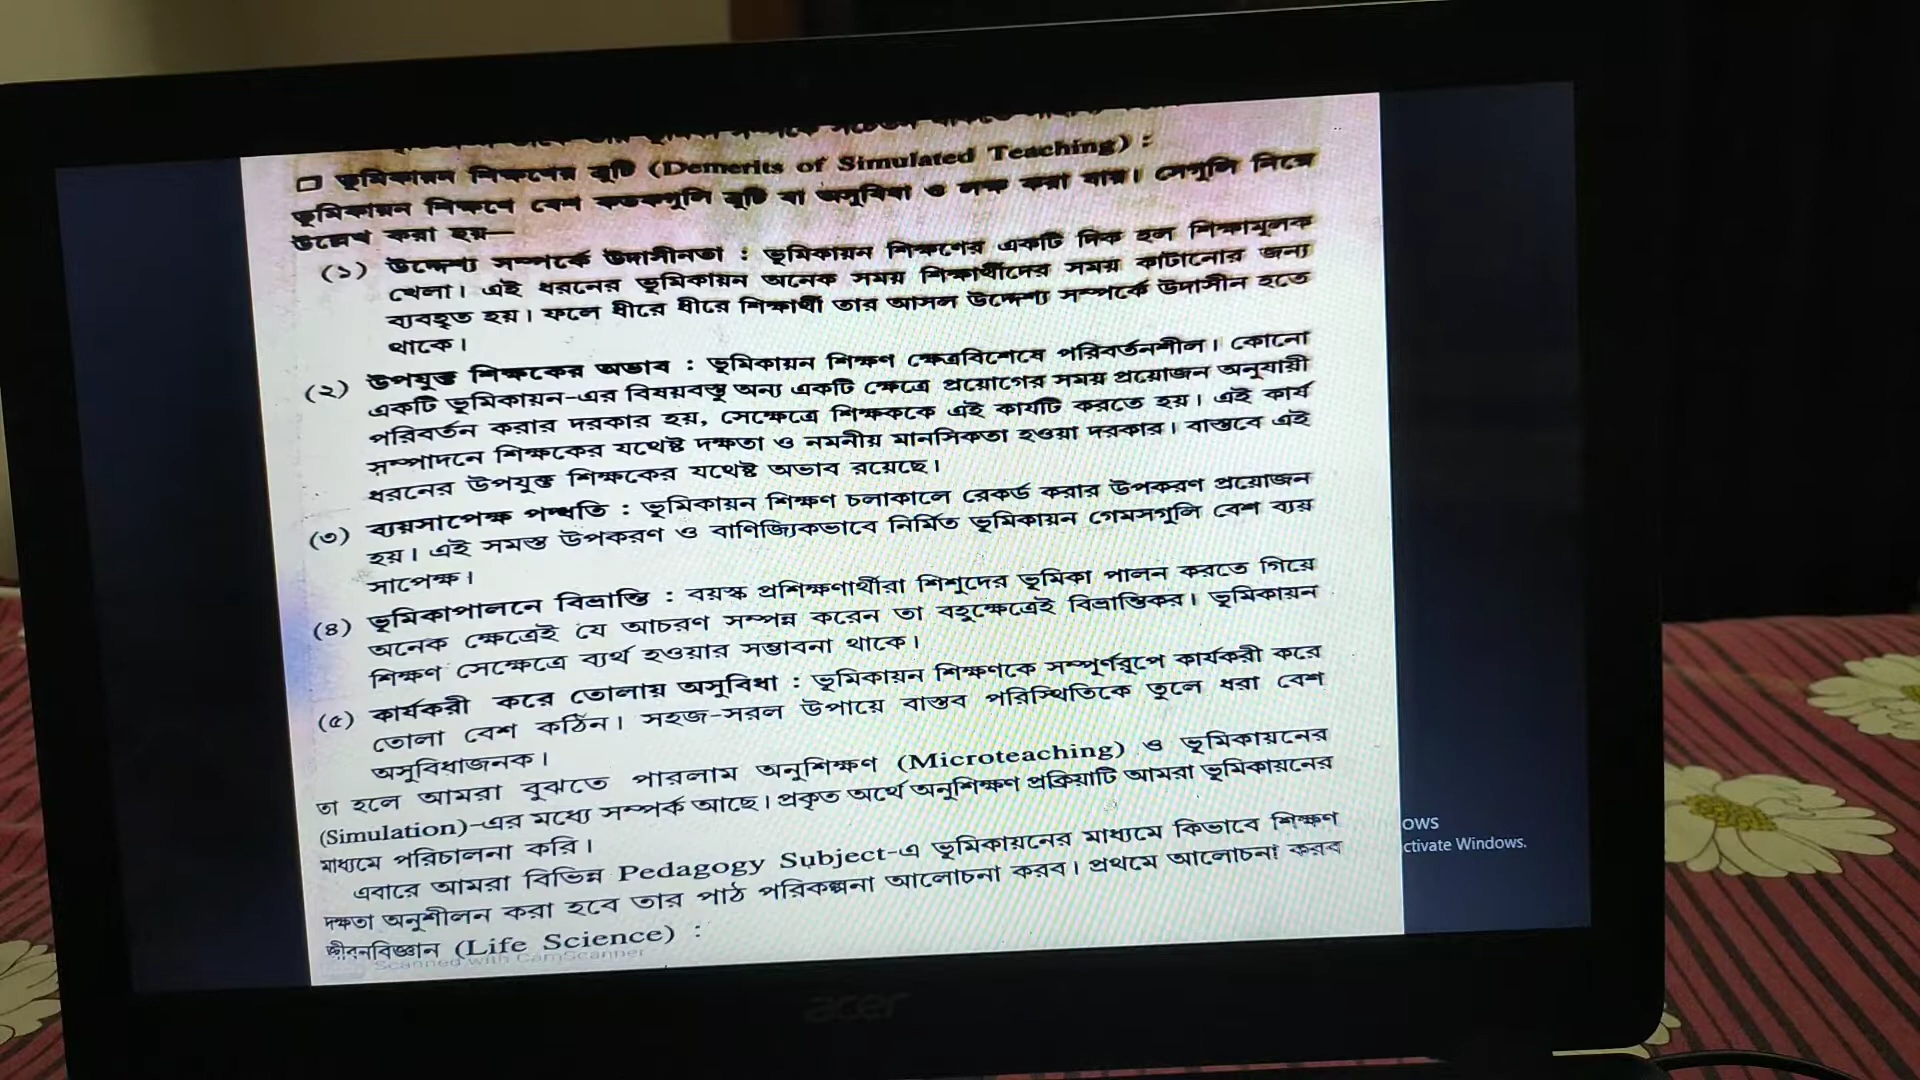 ❑ ভূমিকায়ন শিক্ষণের ত্রুটি (Demerits of Simulated Teaching) :
ভূমিকায়ন শিক্ষণে বেশ কতকগুলি ত্রুটি বা অসুবিধা ও লক্ষ করা যায়। সেগুলি নিম্নে
উল্লেখ করা হয়—
(১) উদ্দেশ্য সম্পর্কে উদাসীনতা : ভূমিকায়ন শিক্ষণের একটি দিক হল শিক্ষামূলক
খেলা। এই ধরনের ভূমিকায়ন অনেক সময় শিক্ষার্থীদের সময় কাটানোর জন্য
ব্যবহৃত হয়। ফলে ধীরে ধীরে শিক্ষার্থী তার আসল উদ্দেশ্য সম্পর্কে উদাসীন হতে
থাকে।
(২) উপযুক্ত শিক্ষকের অভাব : ভূমিকায়ন শিক্ষণ ক্ষেত্রবিশেষে পরিবর্তনশীল। কোনো
একটি ভূমিকায়ন-এর বিষয়বস্তু অন্য একটি ক্ষেত্রে প্রয়োগের সময় প্রয়োজন অনুযায়ী
পরিবর্তন করার দরকার হয়, সেক্ষেত্রে শিক্ষককে এই কাযটি করতে হয়। এই কার্য
সম্পাদনে শিক্ষকের যথেষ্ট দক্ষতা ও নমনীয় মানসিকতা হওয়া দরকার। বাস্তবে এই
ধরনের উপযুক্ত শিক্ষকের যথেষ্ট অভাব রয়েছে।
(৩) ব্যয়সাপেক্ষ পদ্ধতি : ভূমিকায়ন শিক্ষণ চলাকালে রেকর্ড করার উপকরণ প্রয়োজন
হয়। এই সমস্ত উপকরণ ও বাণিজ্যিকভাবে নির্মিত ভূমিকায়ন গেমসগুলি বেশ ব্যয়
সাপেক্ষ।
(৪) ভূমিকাপালনে বিভ্রান্তি : বয়স্ক প্রশিক্ষণার্থীরা শিশুদের ভূমিকা পালন করতে গিয়ে
অনেক ক্ষেত্রেই যে আচরণ সম্পন্ন করেন তা বহুক্ষেত্রেই বিভ্রান্তিকর। ভূমিকায়ন
শিক্ষণ সেক্ষেত্রে ব্যর্থ হওয়ার সম্ভাবনা থাকে।
(৫) কার্যকরী করে তোলায় অসুবিধা : ভূমিকায়ন শিক্ষণকে সম্পূর্ণরূপে কার্যকরী করে
তোলা বেশ কঠিন। সহজ-সরল উপায়ে বাস্তব পরিস্থিতিকে তুলে ধরা বেশ
অসুবিধাজনক।
তা হলে আমরা বুঝতে পারলাম অনুশিক্ষণ (Microteaching) ও ভূমিকায়নের
(Simulation)-এর মধ্যে সম্পর্ক আছে। প্রকৃত অর্থে অনুশিক্ষণ প্রক্রিয়াটি আমরা ভূমিকায়নের
মাধ্যমে পরিচালনা করি।
এবারে আমরা বিভিন্ন Pedagogy Subject-এ ভূমিকায়নের মাধ্যমে কিভাবে শিক্ষণ
দক্ষতা অনুশীলন করা হবে তার পাঠ পরিকল্পনা আলোচনা করব। প্রথমে আলোচনা করব
জীবনবিজ্ঞান (Life Science) :
Scanned with CamScanner
ows
ctivate Windows.
acer